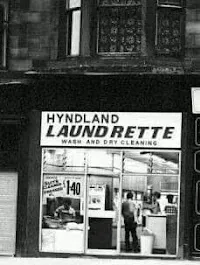 HYNDLAND
LAUNDRETTE
WASH AND DRY CLEANING
1·40